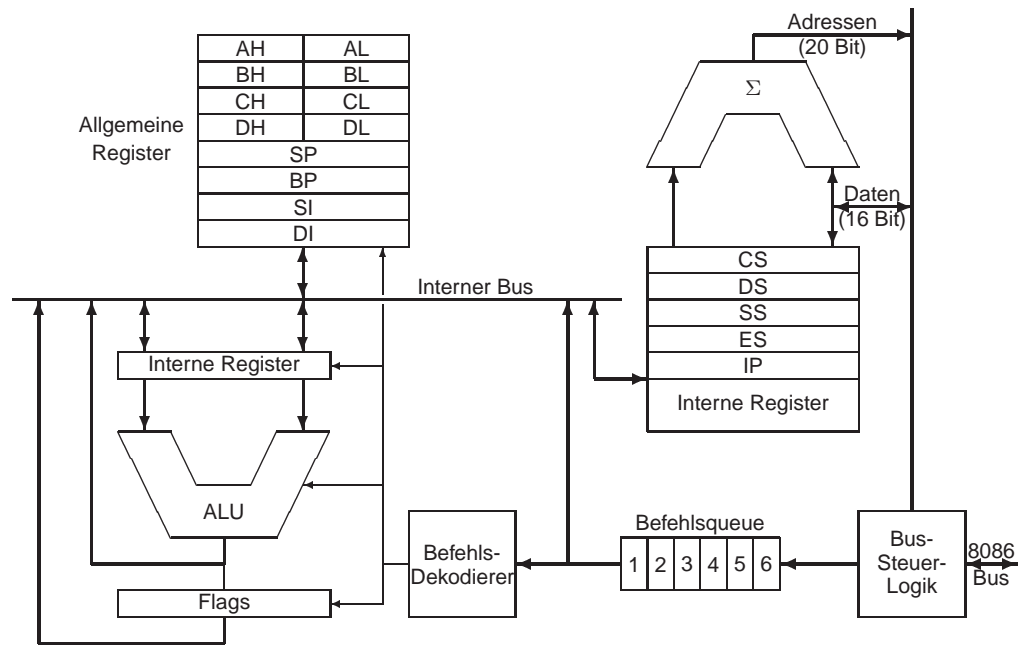 Adressen
(20 Bit)
AH AL
BH BL
CH CL
DH DL
SP
BP
SI
DI
Allgemeine
Register
Σ
Daten
(16 Bit)
Interner Bus
CS
DS
SS
ES
IP
Interne Register
Interne Register
ALU
Flags
Befehls-
Dekodierer
Befehlsqueue
1 2 3 4 5 6
Bus-
Steuer-
Logik
8086
Bus